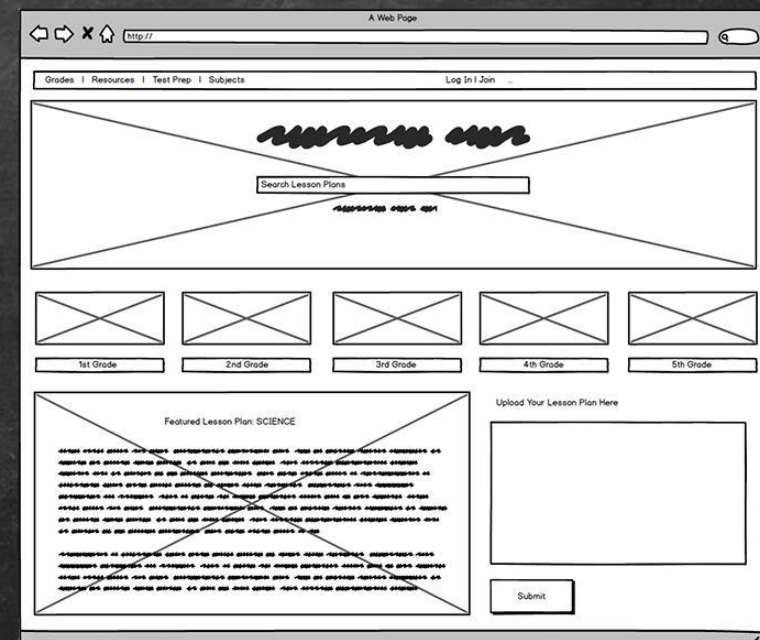 A Web Page
http://
Grades | Resources | Test Prep | Subjects Log In | Join ...
Search Lesson Plans
1st Grade 2nd Grade 3rd Grade 4th Grade 5th Grade
Featured Lesson Plan: SCIENCE
Upload Your Lesson Plan Here
Submit